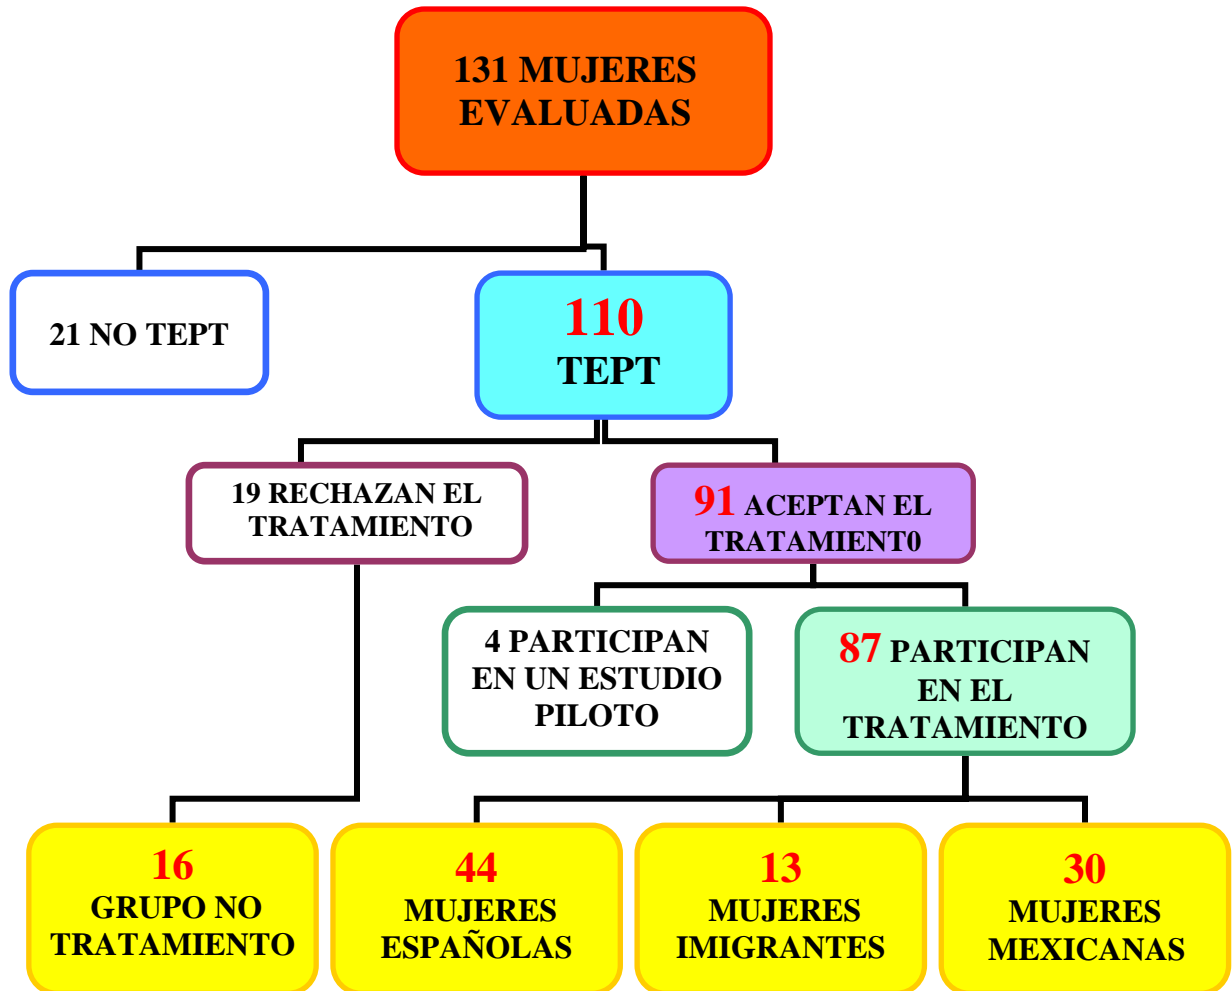 131 MUJERES
EVALUADAS
21 NO TEPT
110
TEPT
19 RECHAZAN EL
TRATAMIENTO
91 ACEPTAN EL
TRATAMIENT0
4 PARTICIPAN
EN UN ESTUDIO
PILOTO
87 PARTICIPAN
EN EL
TRATAMIENTO
16
GRUPO NO
TRATAMIENTO
44
MUJERES
ESPAÑOLAS
13
MUJERES
IMIGRANTES
30
MUJERES
MEXICANAS